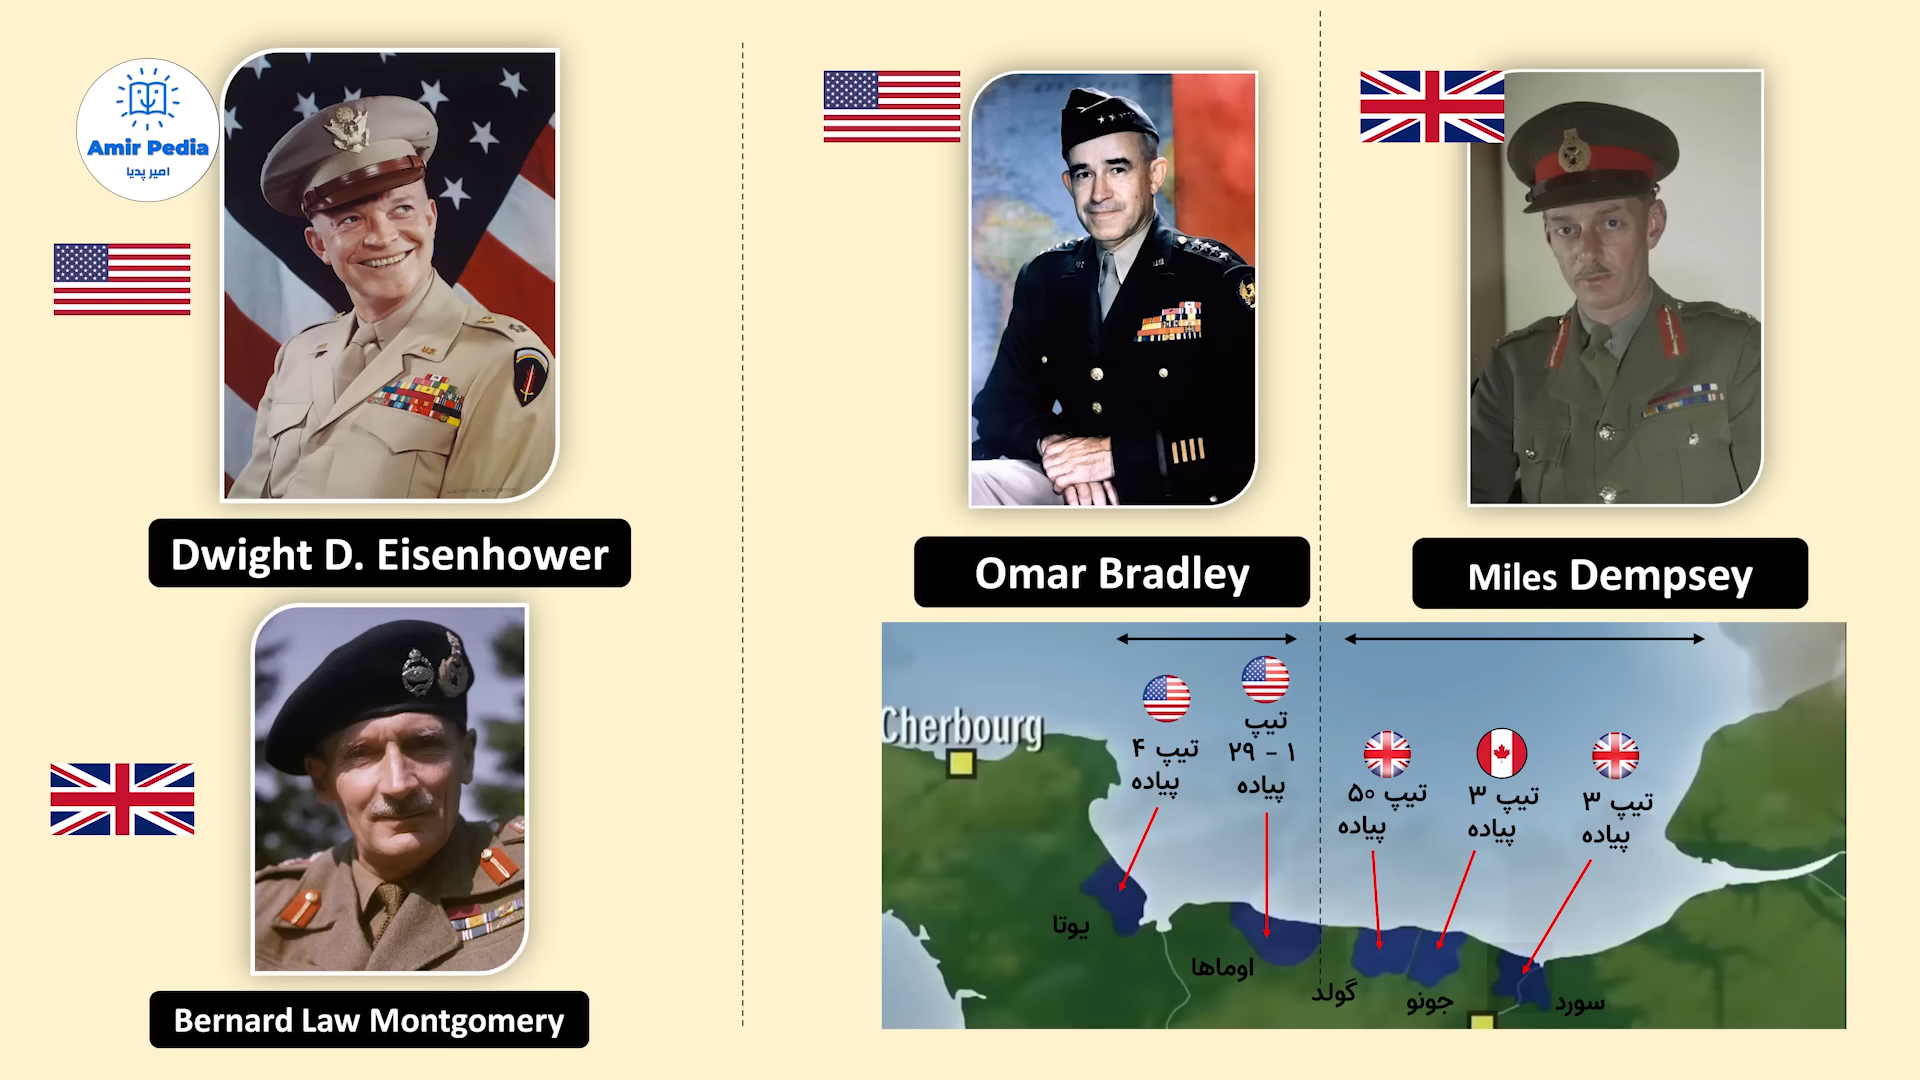 Amir Pedia
امیر پدیا
Dwight D. Eisenhower
Bernard Law Montgomery
Omar Bradley
Miles Dempsey
Cherbourg
تیپ ۴
پیاده
تیپ
۲۹ - ۱
پیاده
تیپ ۵۰
پیاده
تیپ ۳
پیاده
تیپ ۳
پیاده
یوتا
اوماها
گولد
جونو
سورد